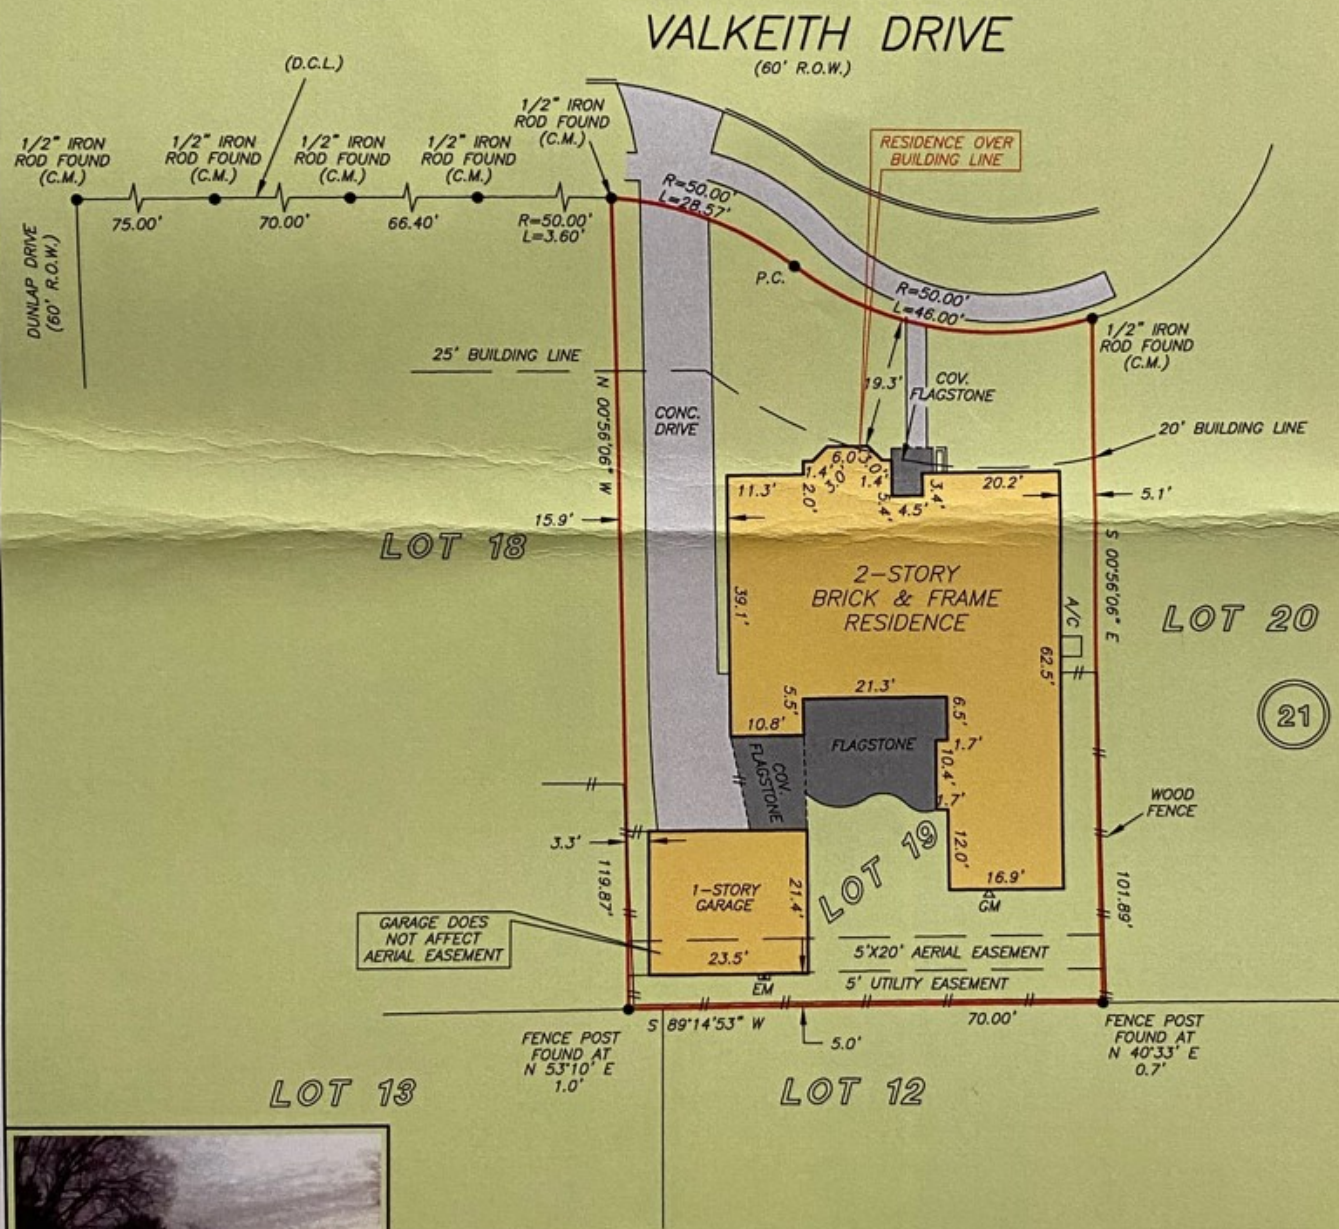 VALKEITH DRIVE
(60' R.O.W.)
(D.C.L.)
1/2" IRON
ROD FOUND
(C.M.)
1/2" IRON
ROD FOUND
(C.M.)
1/2" IRON
ROD FOUND
(C.M.)
1/2" IRON
ROD FOUND
(C.M.)
1/2" IRON
ROD FOUND
(C.M.)
RESIDENCE OVER
BUILDING LINE
75.00'
70.00'
66.40'
R=50.00'
L=3.60'
R=50.00'
L=28.57'
P.C.
R=50.00'
L=46.00'
DUNLAP DRIVE
(60' R.O.W.)
1/2" IRON
ROD FOUND
(C.M.)
25' BUILDING LINE
N 00°56'06" W
CONC.
DRIVE
19.3'
COV.
FLAGSTONE
20' BUILDING LINE
11.3'
2.0'
1.4'
3.0'
6.0'
3.0'
1.4'
5.4'
4.5'
3.4'
20.2'
5.1'
15.9'
LOT 18
S 00°56'06" E
2-STORY
BRICK & FRAME
RESIDENCE
39.1'
A/C
62.5'
LOT 20
21
21.3'
5.5'
10.8'
6.5'
1.7'
10.4'
1.7'
12.0'
FLAGSTONE
COV.
FLAGSTONE
WOOD
FENCE
3.3'
119.87'
1-STORY
GARAGE
21.4'
23.5'
LOT 19
16.9'
GM
101.89'
GARAGE DOES
NOT AFFECT
AERIAL EASEMENT
5'X20' AERIAL EASEMENT
5' UTILITY EASEMENT
EM
S 89°14'53" W
70.00'
5.0'
FENCE POST
FOUND AT
N 53°10' E
1.0'
FENCE POST
FOUND AT
N 40°33' E
0.7'
LOT 13
LOT 12